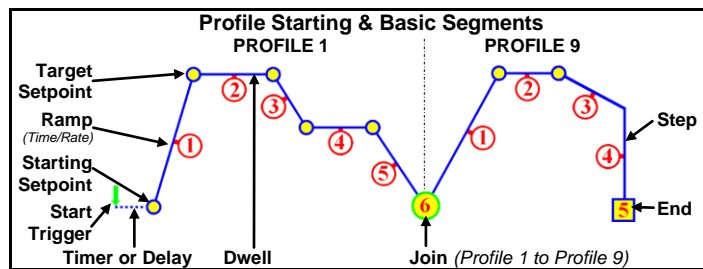 Profile Starting & Basic Segments
PROFILE 1
PROFILE 9
Target
Setpoint
Ramp
(Time/Rate)
Starting
Setpoint
Start
Trigger
Timer or Delay
Dwell
Join (Profile 1 to Profile 9)
Step
End
1
2
3
4
5
6
1
2
3
4
5